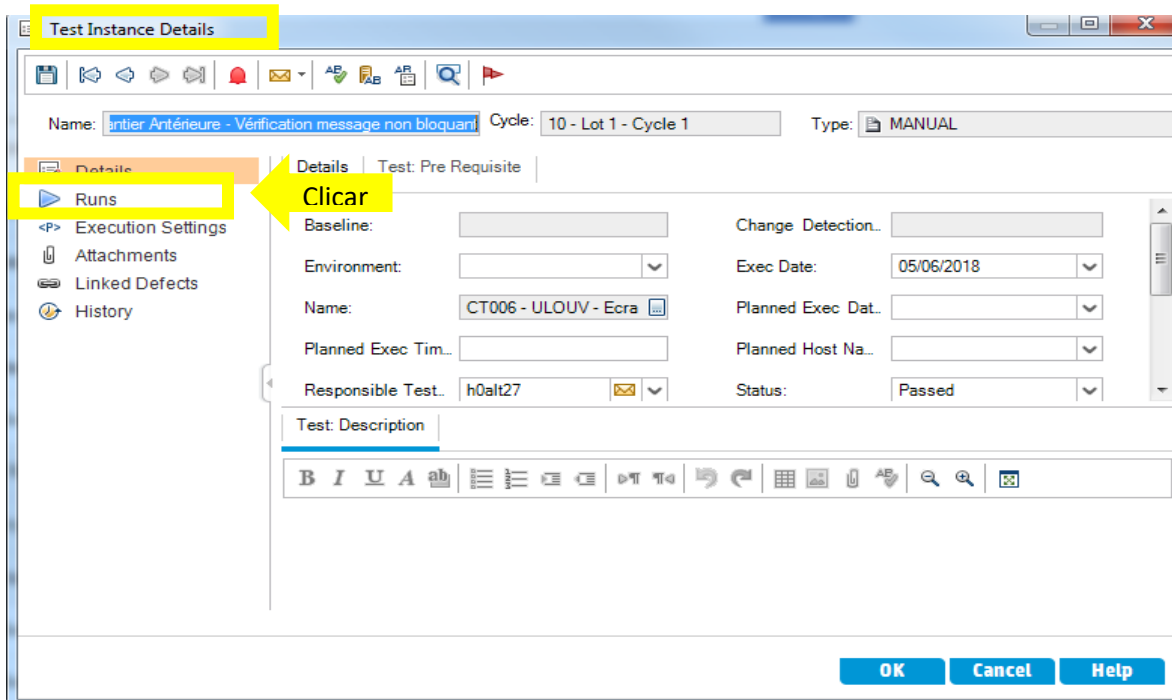 Test Instance Details
Name: antier Antérieure - Vérification message non bloquant Cycle: 10 - Lot 1 - Cycle 1 Type: MANUAL
Details
Runs
Execution Settings
Attachments
Linked Defects
History
Clicar
Details Test: Pre Requisite
Baseline: Change Detection..
Environment: Exec Date: 05/06/2018
Name: CT006 - ULOUV - Ecra Planned Exec Dat..
Planned Exec Tim... Planned Host Na...
Responsible Test.. h0alt27 Status: Passed
Test: Description
B I U A ab
OK Cancel Help